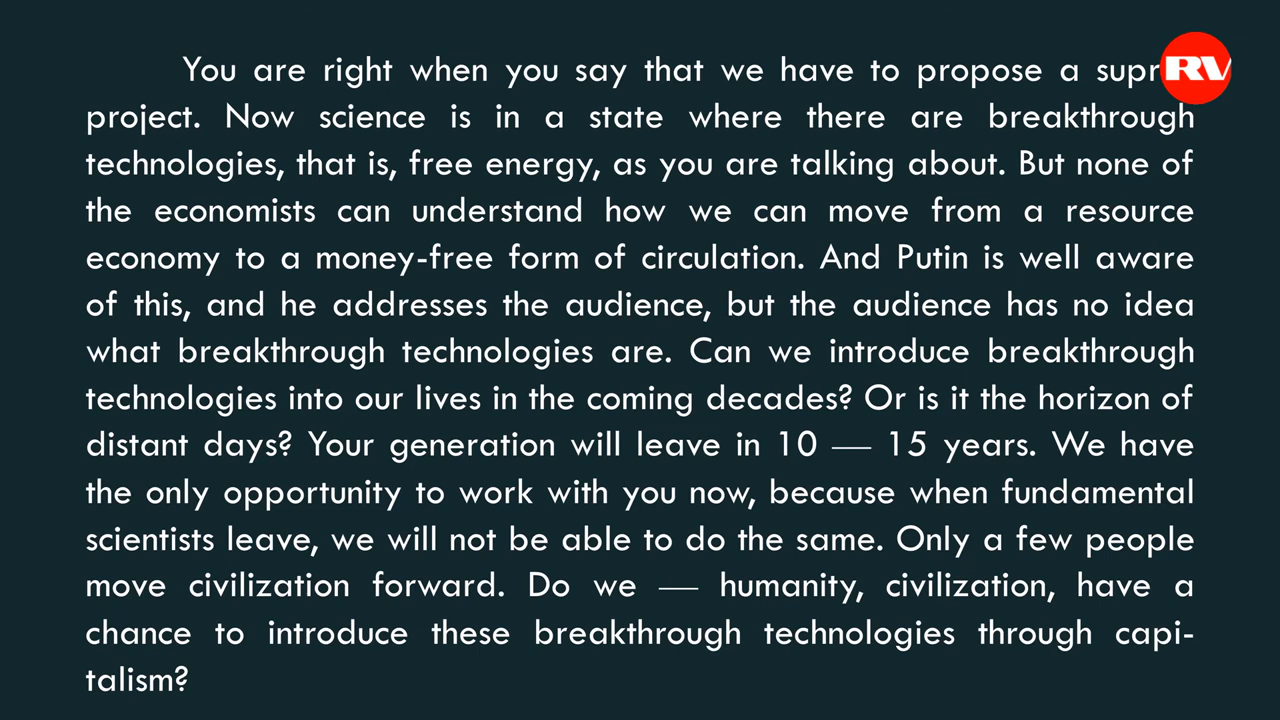 You are right when you say that we have to propose a
RV
project. Now science is in a state where there are breakthrough
technologies, that is, free energy, as you are talking about. But none of
the economists can understand how we can move from a resource
economy to a money-free form of circulation. And Putin is well aware
of this, and he addresses the audience, but the audience has no idea
what breakthrough technologies are. Can we introduce breakthrough
technologies into our lives in the coming decades? Or is it the horizon of
distant days? Your generation will leave in 10 — 15 years. We have
the only opportunity to work with you now, because when fundamental
scientists leave, we will not be able to do the same. Only a few people
move civilization forward. Do we — humanity, civilization, have a
chance to introduce these breakthrough technologies through capi-
talism?